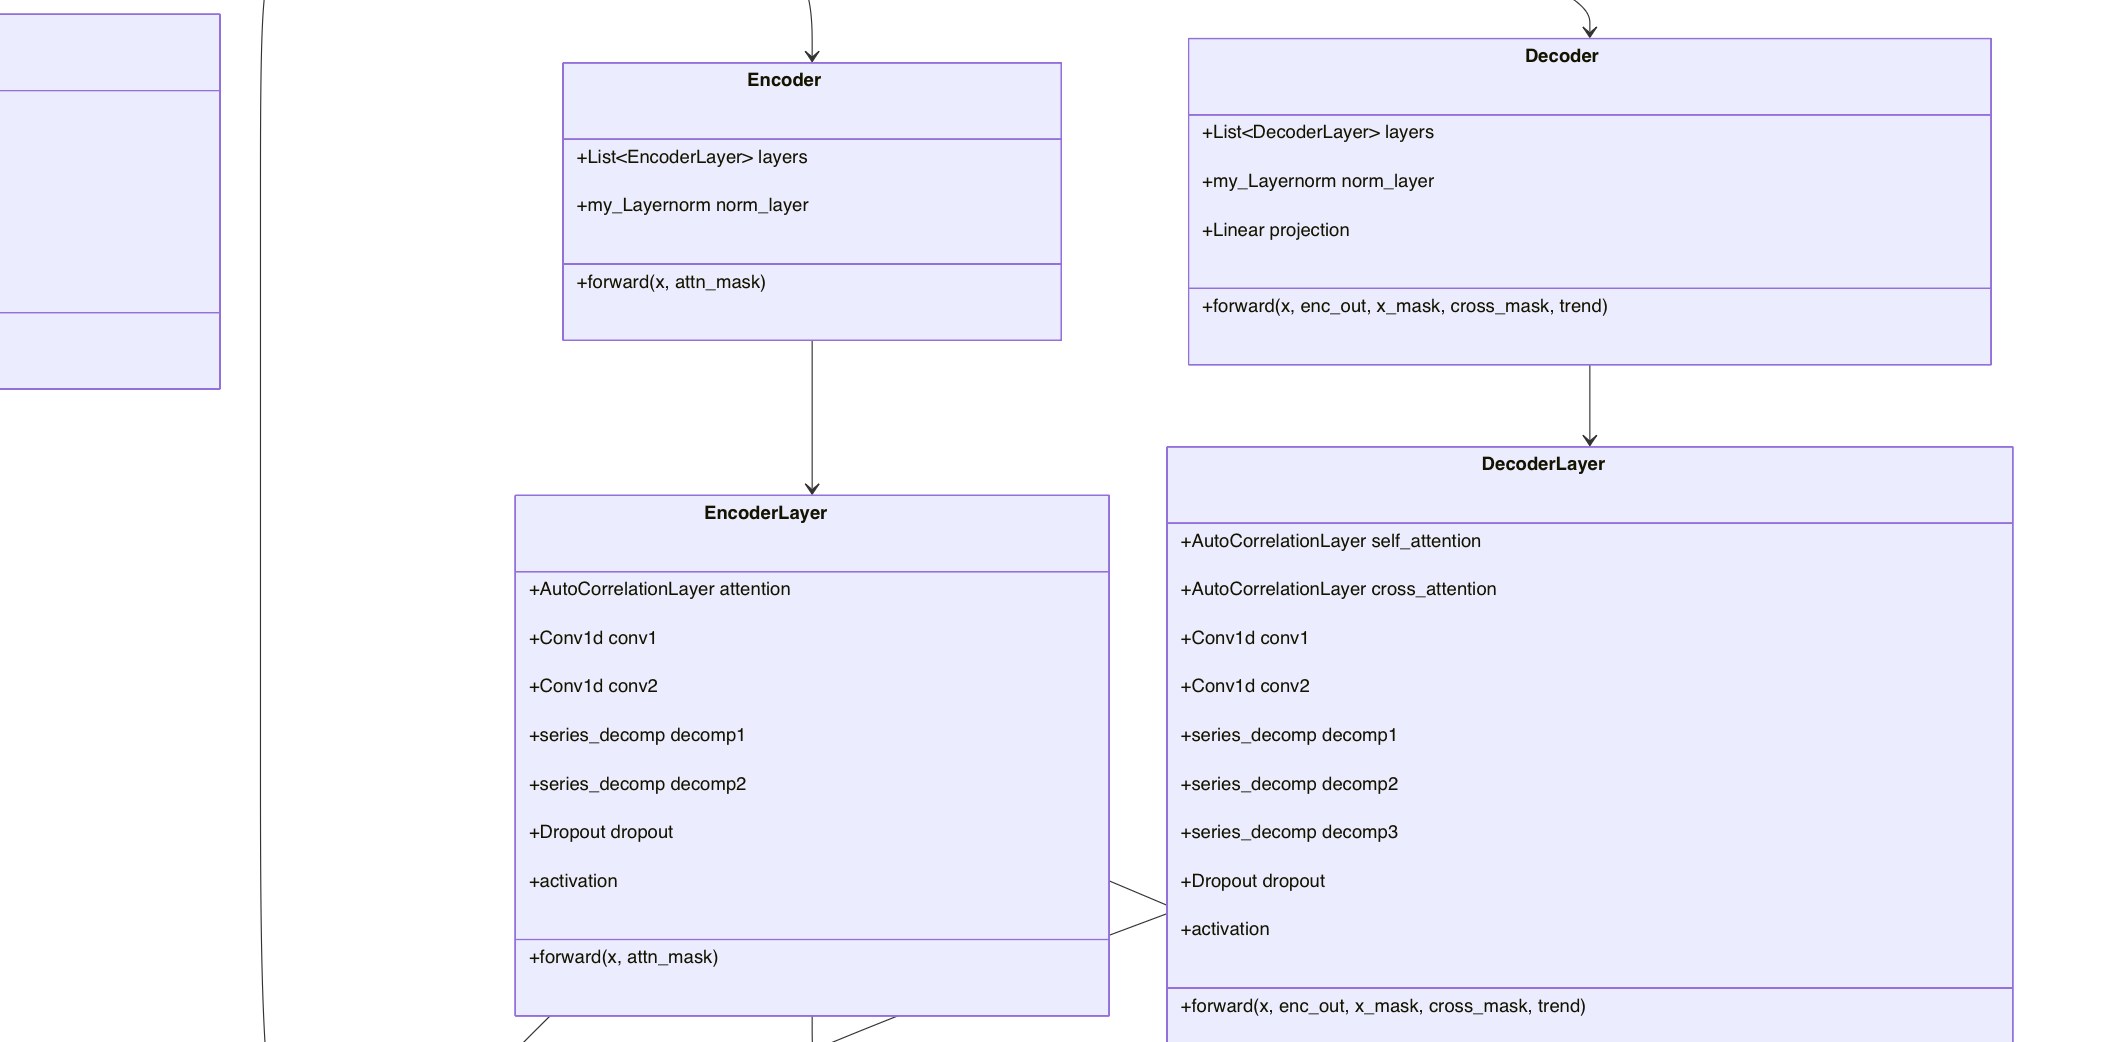 Encoder
+List<EncoderLayer> layers
+my_Layernorm norm_layer
+forward(x, attn_mask)
Decoder
+List<DecoderLayer> layers
+my_Layernorm norm_layer
+Linear projection
+forward(x, enc_out, x_mask, cross_mask, trend)
EncoderLayer
+AutoCorrelationLayer attention
+Conv1d conv1
+Conv1d conv2
+series_decomp decomp1
+series_decomp decomp2
+Dropout dropout
+activation
+forward(x, attn_mask)
DecoderLayer
+AutoCorrelationLayer self_attention
+AutoCorrelationLayer cross_attention
+Conv1d conv1
+Conv1d conv2
+series_decomp decomp1
+series_decomp decomp2
+series_decomp decomp3
+Dropout dropout
+activation
+forward(x, enc_out, x_mask, cross_mask, trend)